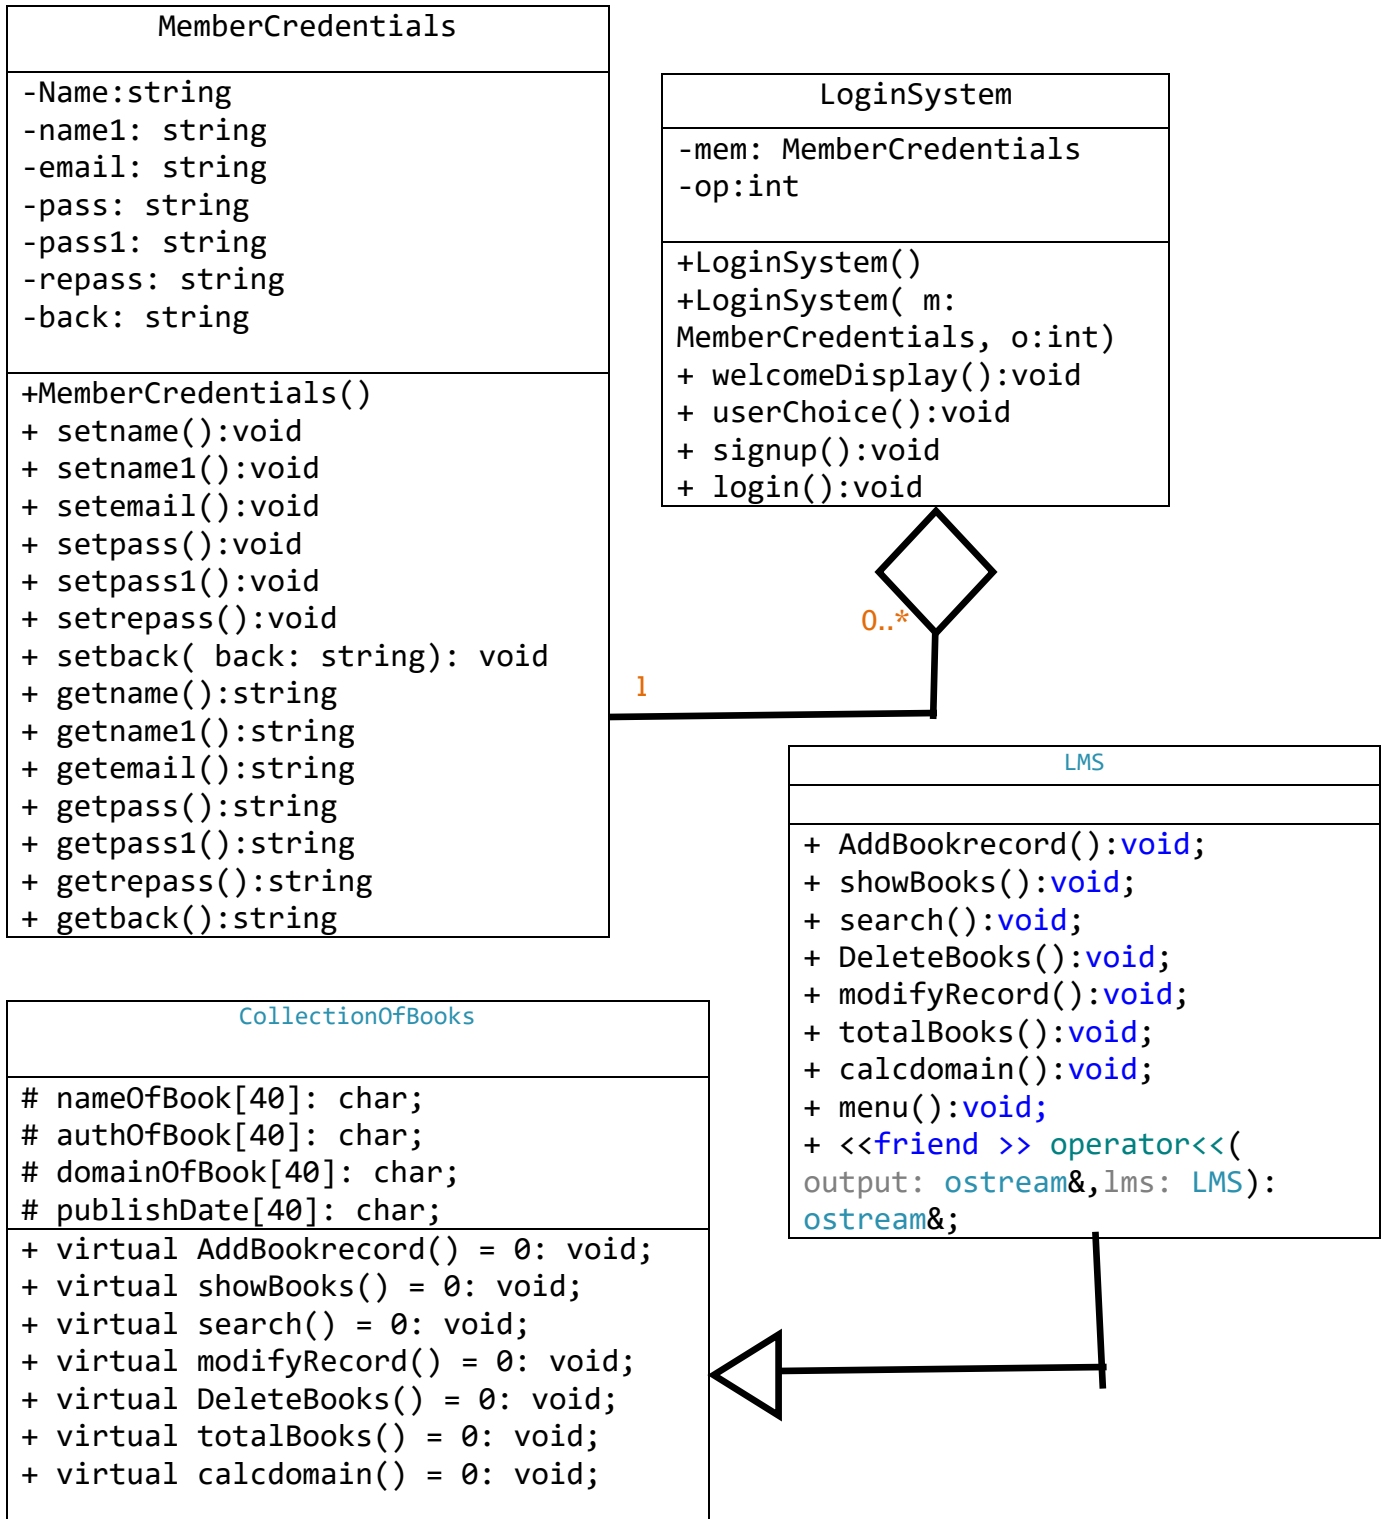 MemberCredentials
-Name:string
-name1: string
-email: string
-pass: string
-pass1: string
-repass: string
-back: string
+MemberCredentials()
+ setname():void
+ setname1():void
+ setemail():void
+ setpass():void
+ setpass1():void
+ setrepass():void
+ setback( back: string): void
+ getname():string
+ getname1():string
+ getemail():string
+ getpass():string
+ getpass1():string
+ getrepass():string
+ getback():string
LoginSystem
-mem: MemberCredentials
-op:int
+LoginSystem()
+LoginSystem( m:
MemberCredentials, o:int)
+ welcomeDisplay():void
+ userChoice():void
+ signup():void
+ login():void
0..*
1
LMS
+ AddBookrecord():void;
+ showBooks():void;
+ search():void;
+ DeleteBooks():void;
+ modifyRecord():void;
+ totalBooks():void;
+ calcdomain():void;
+ menu():void;
+ <<friend >> operator<<(
output: ostream&,lms: LMS):
ostream&;
CollectionOfBooks
# nameOfBook[40]: char;
# authOfBook[40]: char;
# domainOfBook[40]: char;
# publishDate[40]: char;
+ virtual AddBookrecord() = 0: void;
+ virtual showBooks() = 0: void;
+ virtual search() = 0: void;
+ virtual modifyRecord() = 0: void;
+ virtual DeleteBooks() = 0: void;
+ virtual totalBooks() = 0: void;
+ virtual calcdomain() = 0: void;